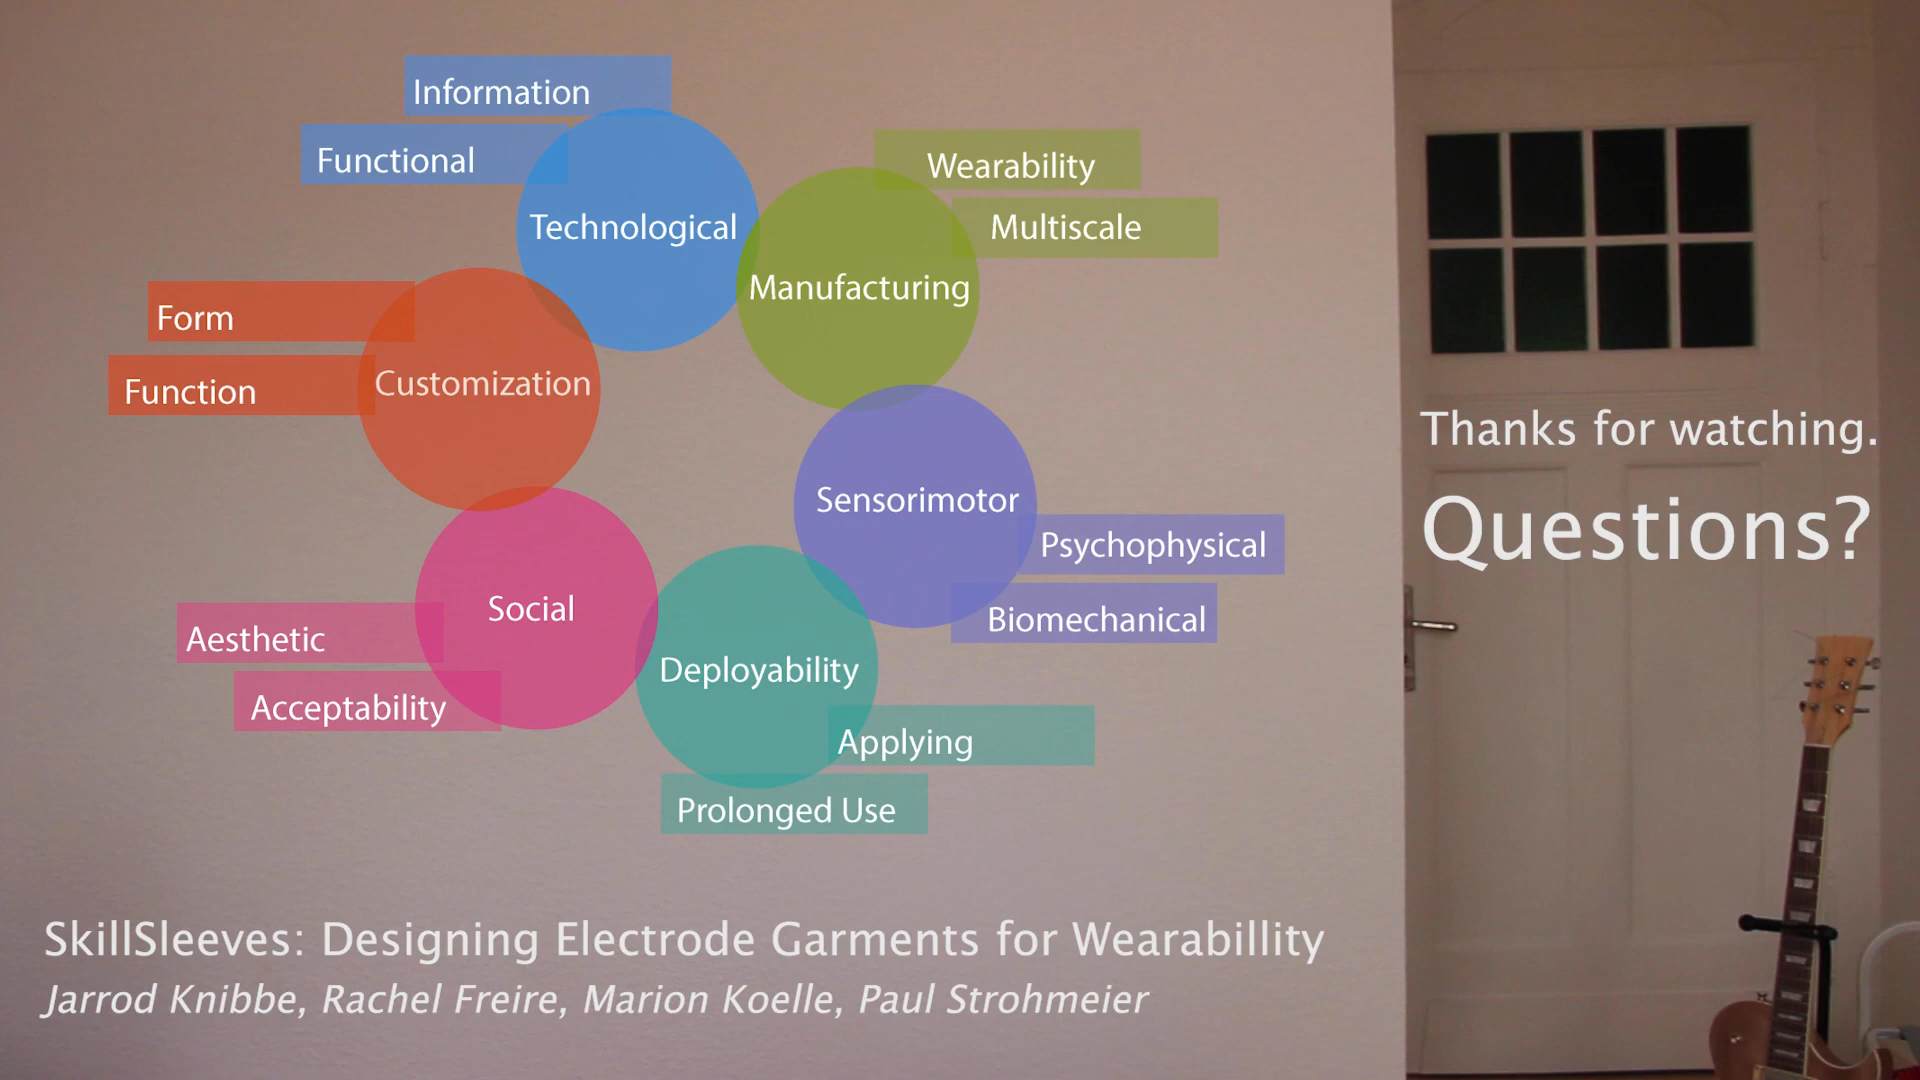 Information
Functional
Technological
Wearability
Multiscale
Manufacturing
Form
Function
Customization
Sensorimotor
Psychophysical
Biomechanical
Social
Aesthetic
Acceptability
Deployability
Applying
Prolonged Use
Thanks for watching.
Questions?
SkillSleeves: Designing Electrode Garments for Wearabillity
Jarrod Knibbe, Rachel Freire, Marion Koelle, Paul Strohmeier